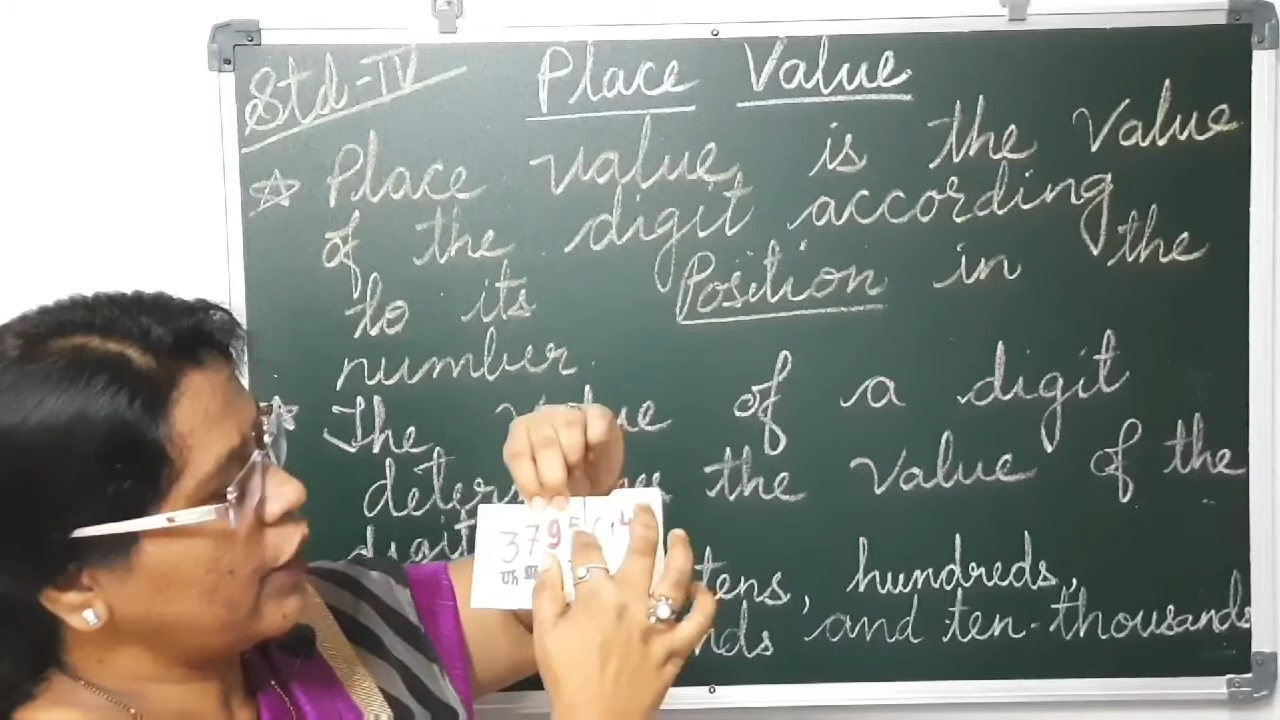 Std-IV
Place Value
Place value is the Value
of the digit according
to its Position in the
number.
The of a digit
the Value of the
tens, hundreds,
and ten-thousands
379